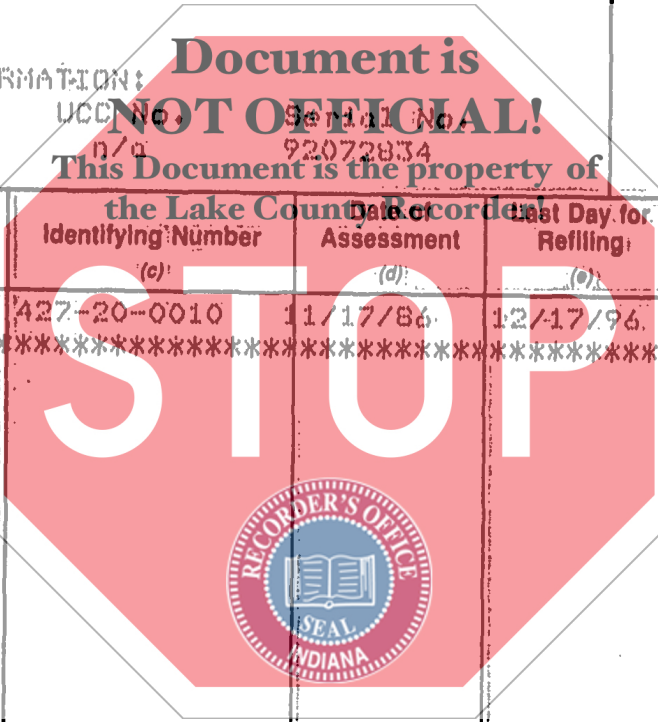 Document is
RMATION:
NOT OFFICIAL!
UCC No. Serial No.
n/a 92072834
This Document is the property of
the Lake County Recorder!
Identifying Number
(c)
Date of
Assessment
(d)
Last Day for
Refiling
(e)
427-20-0010 11/17/86 12/17/96
STOP
RECORDER'S OFFICE
SEAL
INDIANA